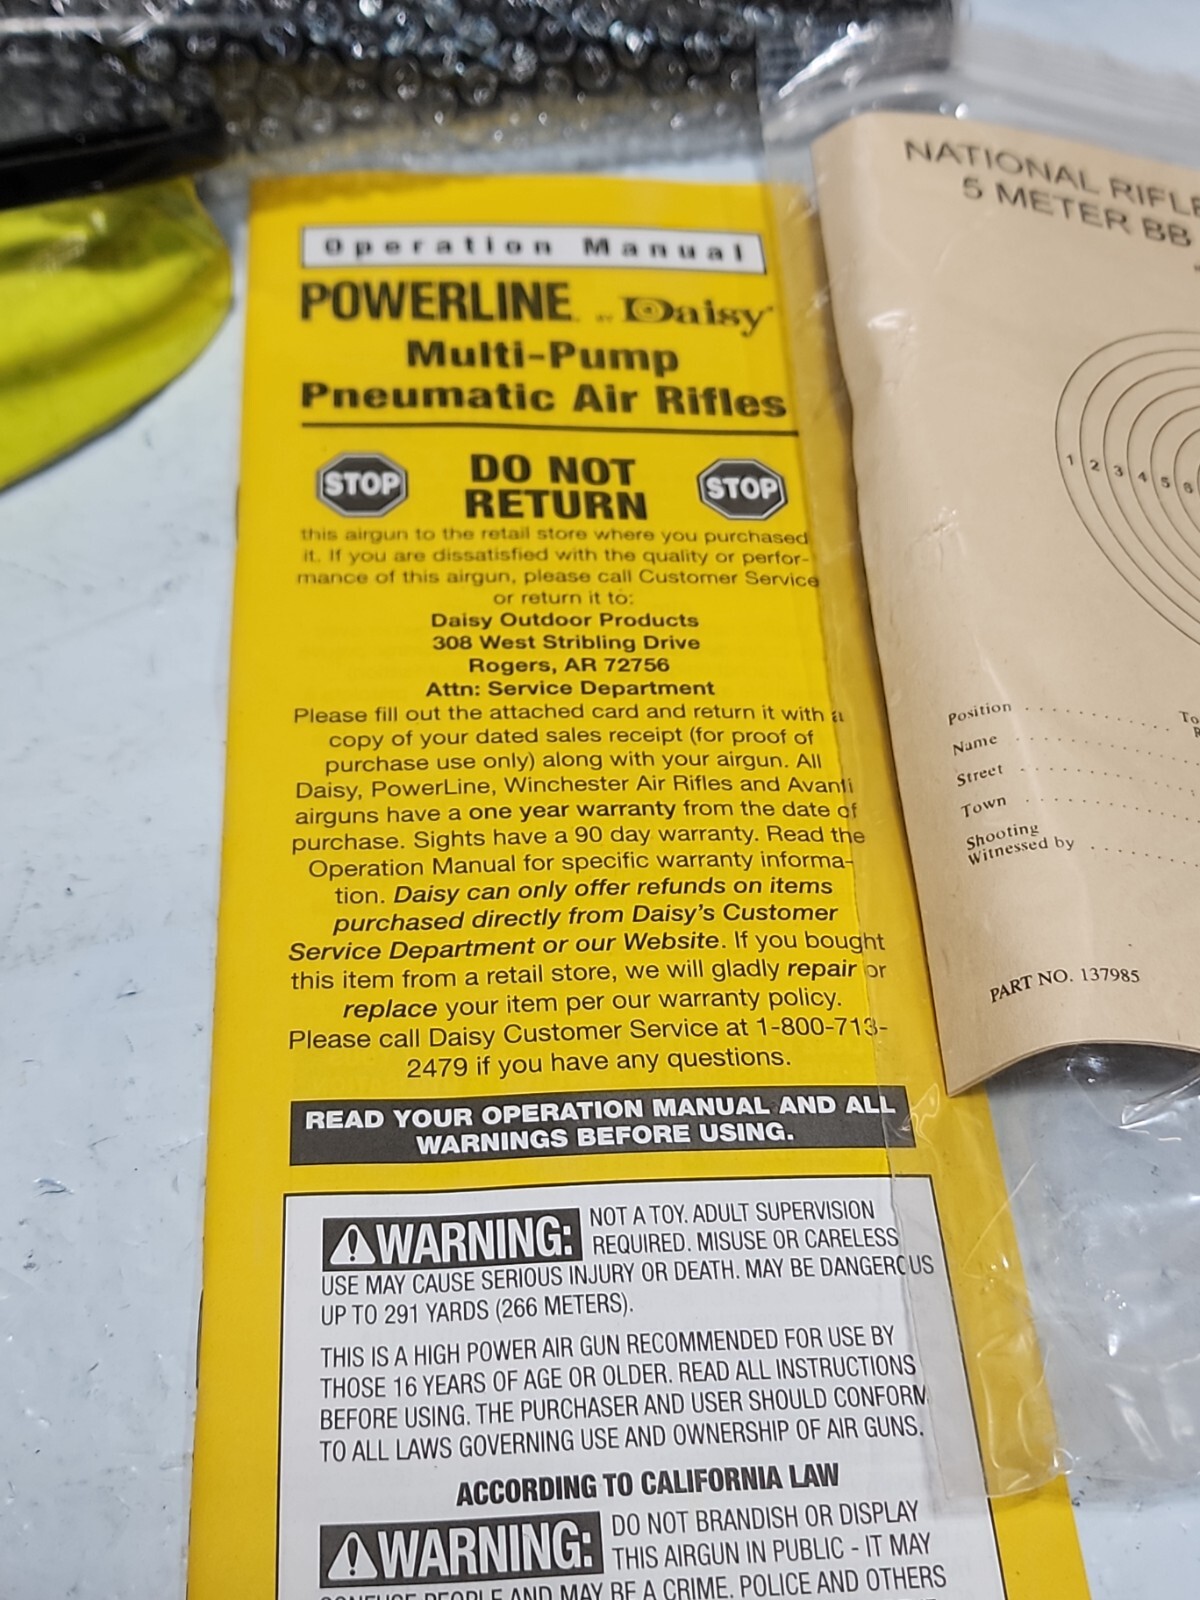 Operation Manual
POWERLINE BY Daisy
Multi-Pump
Pneumatic Air Rifles
STOP DO NOT RETURN STOP
this airgun to the retail store where you purchased
it. If you are dissatisfied with the quality or perfor-
mance of this airgun, please call Customer Service
or return it to:
Daisy Outdoor Products
308 West Stribling Drive
Rogers, AR 72756
Attn: Service Department
Please fill out the attached card and return it with a
copy of your dated sales receipt (for proof of
purchase use only) along with your airgun. All
Daisy, PowerLine, Winchester Air Rifles and Avanti
airguns have a one year warranty from the date of
purchase. Sights have a 90 day warranty. Read the
Operation Manual for specific warranty informa-
tion. Daisy can only offer refunds on items
purchased directly from Daisy's Customer
Service Department or our Website. If you bought
this item from a retail store, we will gladly repair or
replace your item per our warranty policy.
Please call Daisy Customer Service at 1-800-713-
2479 if you have any questions.
READ YOUR OPERATION MANUAL AND ALL
WARNINGS BEFORE USING.
WARNING: NOT A TOY. ADULT SUPERVISION
REQUIRED. MISUSE OR CARELESS
USE MAY CAUSE SERIOUS INJURY OR DEATH. MAY BE DANGEROUS
UP TO 291 YARDS (266 METERS).
THIS IS A HIGH POWER AIR GUN RECOMMENDED FOR USE BY
THOSE 16 YEARS OF AGE OR OLDER. READ ALL INSTRUCTIONS
BEFORE USING. THE PURCHASER AND USER SHOULD CONFORM
TO ALL LAWS GOVERNING USE AND OWNERSHIP OF AIR GUNS.
ACCORDING TO CALIFORNIA LAW
WARNING: DO NOT BRANDISH OR DISPLAY
THIS AIRGUN IN PUBLIC - IT MAY
CONFUSE PEOPLE AND MAY BE A CRIME. POLICE AND OTHERS
NATIONAL RIFLE
5 METER BB
1 2 3 4 5 6
Position
Name
Street
Town
Shooting
Witnessed by
PART NO. 137985